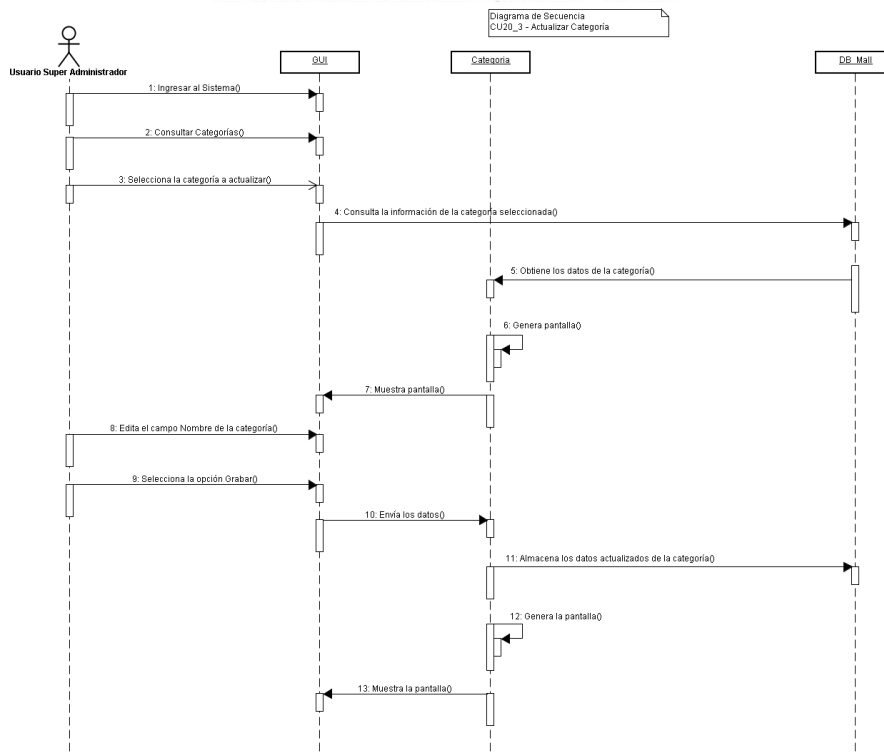 Diagrama de Secuencia
CU20_3 - Actualizar Categoría
Usuario Super Administrador
GUI
Categoria
DB_Mall
1: Ingresar al Sistema()
2: Consultar Categorías()
3: Selecciona la categoría a actualizar()
4: Consulta la información de la categoría seleccionada()
5: Obtiene los datos de la categoría()
6: Genera pantalla()
7: Muestra pantalla()
8: Edita el campo Nombre de la categoría()
9: Selecciona la opción Grabar()
10: Envía los datos()
11: Almacena los datos actualizados de la categoría()
12: Genera la pantalla()
13: Muestra la pantalla()